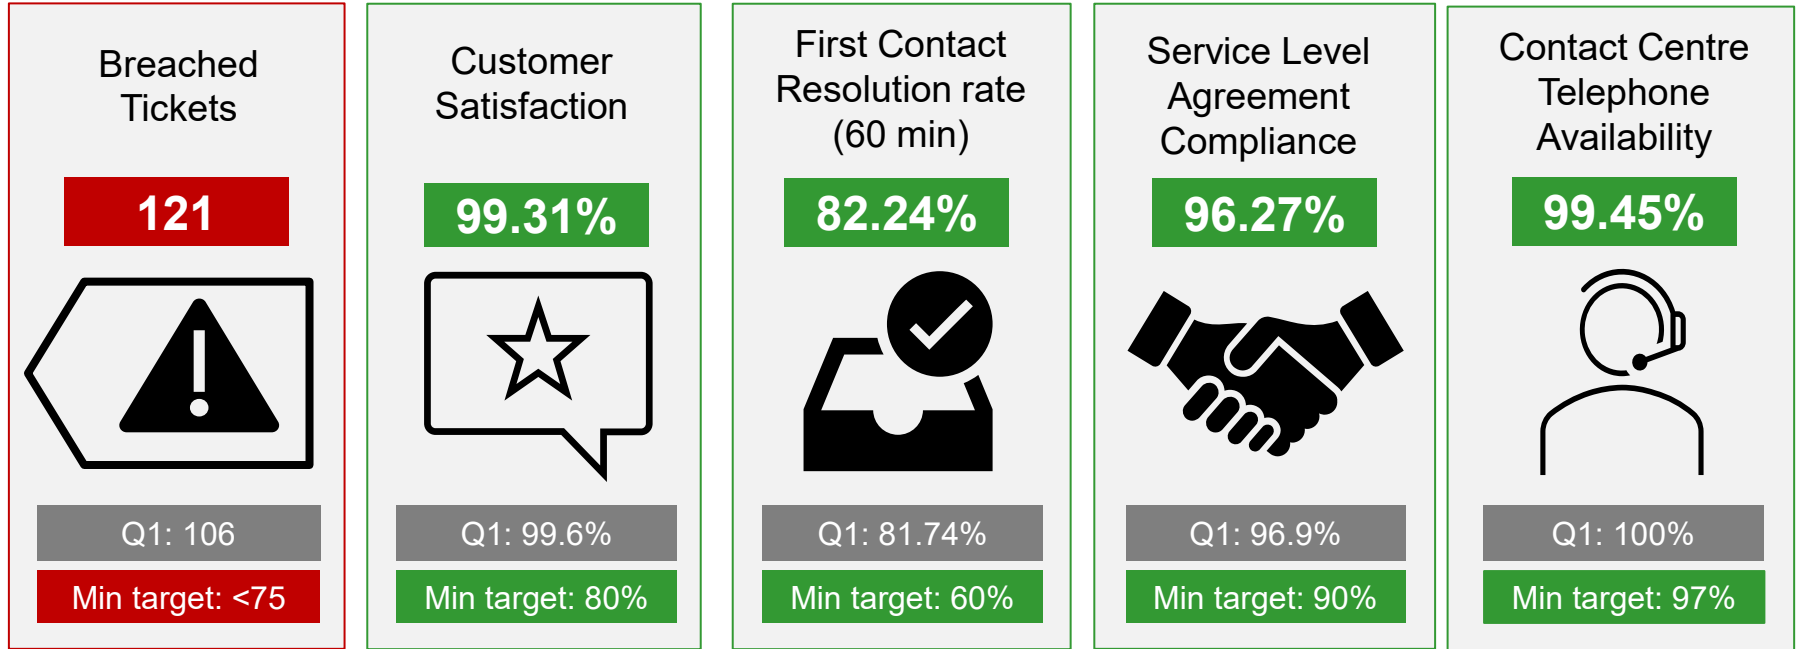 Breached
Tickets
121
Q1: 106
Min target: <75
Customer
Satisfaction
99.31%
Q1: 99.6%
Min target: 80%
First Contact
Resolution rate
(60 min)
82.24%
Q1: 81.74%
Min target: 60%
Service Level
Agreement
Compliance
96.27%
Q1: 96.9%
Min target: 90%
Contact Centre
Telephone
Availability
99.45%
Q1: 100%
Min target: 97%